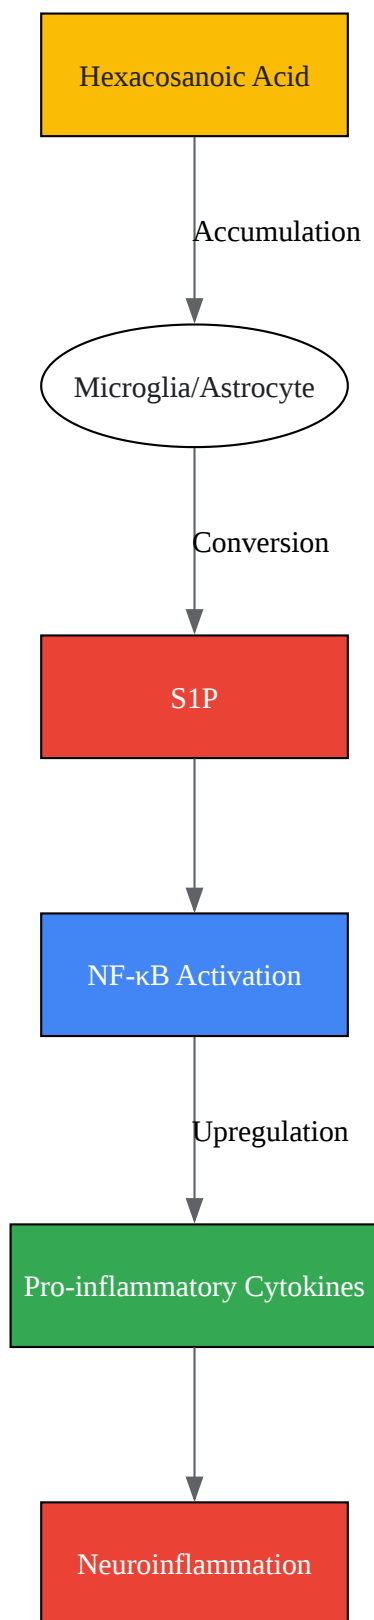 Hexacosanoic Acid
Accumulation
Microglia/Astrocyte
Conversion
S1P
NF-κB Activation
Upregulation
Pro-inflammatory Cytokines
Neuroinflammation